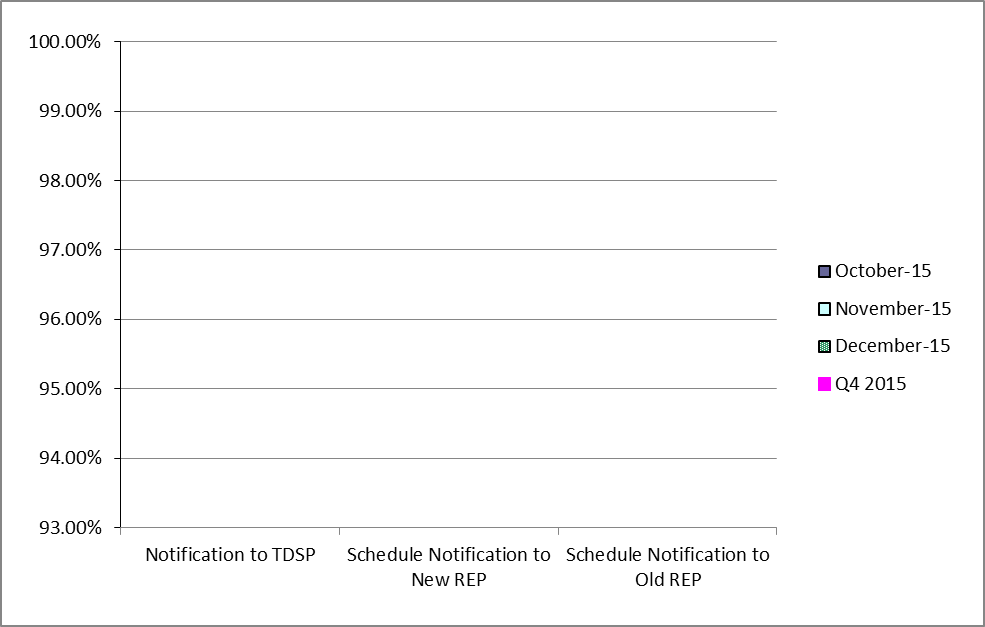 100.00%
99.00%
98.00%
97.00%
96.00%
95.00%
94.00%
93.00%
Notification to TDSP
Schedule Notification to
New REP
Schedule Notification to
Old REP
October-15
November-15
December-15
Q4 2015